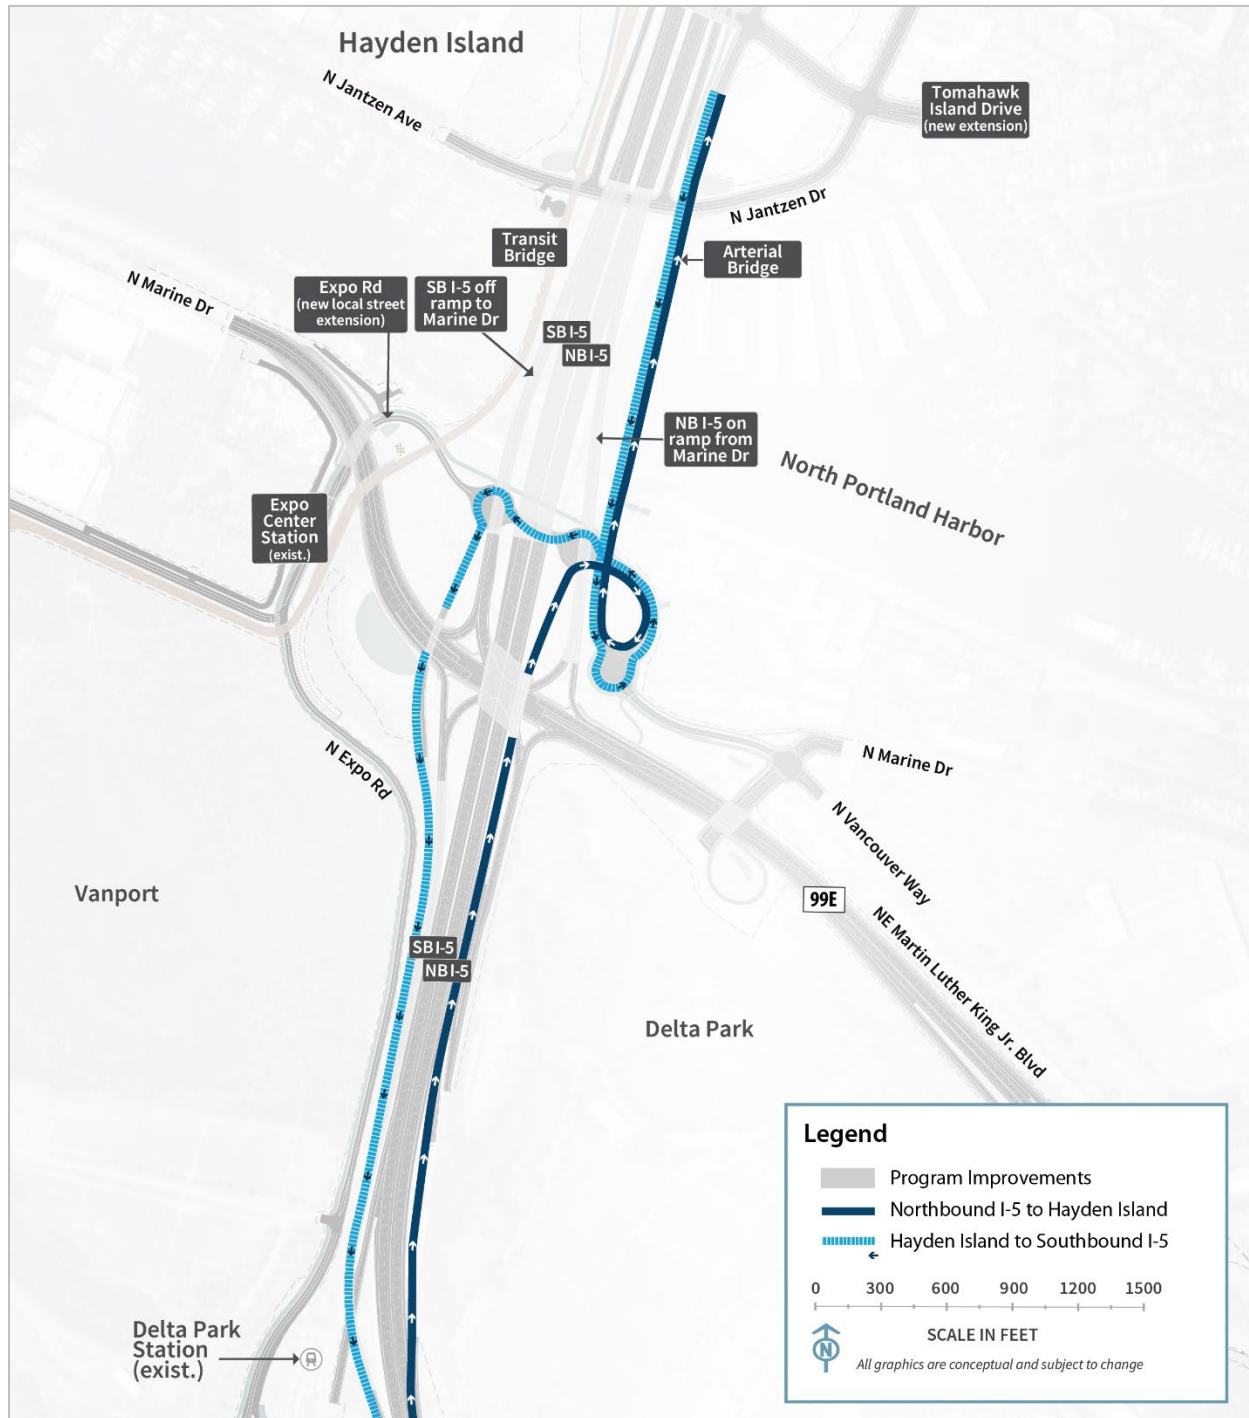 Hayden Island
N Jantzen Ave
Tomahawk
Island Drive
(new extension)
N Jantzen Dr
Transit
Bridge
Arterial
Bridge
N Marine Dr
Expo Rd
(new local street
extension)
SB I-5 off
ramp to
Marine Dr
SB I-5
NB I-5
NB I-5 on
ramp from
Marine Dr
North Portland Harbor
Expo
Center
Station
(exist.)
N Expo Rd
N Marine Dr
N Vancouver Way
Vanport
99E
NE Martin Luther King Jr. Blvd
SB I-5
NB I-5
Delta Park
Legend
Program Improvements
Northbound I-5 to Hayden Island
Hayden Island to Southbound I-5
0 300 600 900 1200 1500
N
SCALE IN FEET
All graphics are conceptual and subject to change
Delta Park
Station
(exist.)